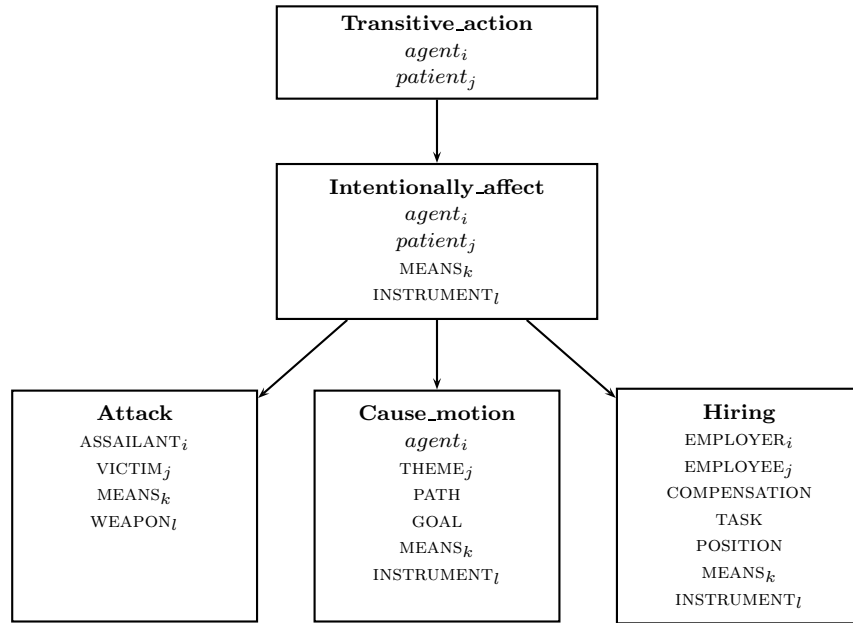 Transitive_action
agentᵢ
patientⱼ
Intentionally_affect
agentᵢ
patientⱼ
MEANSₖ
INSTRUMENTₗ
Attack
ASSAILANTᵢ
VICTIMⱼ
MEANSₖ
WEAPONₗ
Cause_motion
agentᵢ
THEMEⱼ
PATH
GOAL
MEANSₖ
INSTRUMENTₗ
Hiring
EMPLOYERᵢ
EMPLOYEEⱼ
COMPENSATION
TASK
POSITION
MEANSₖ
INSTRUMENTₗ